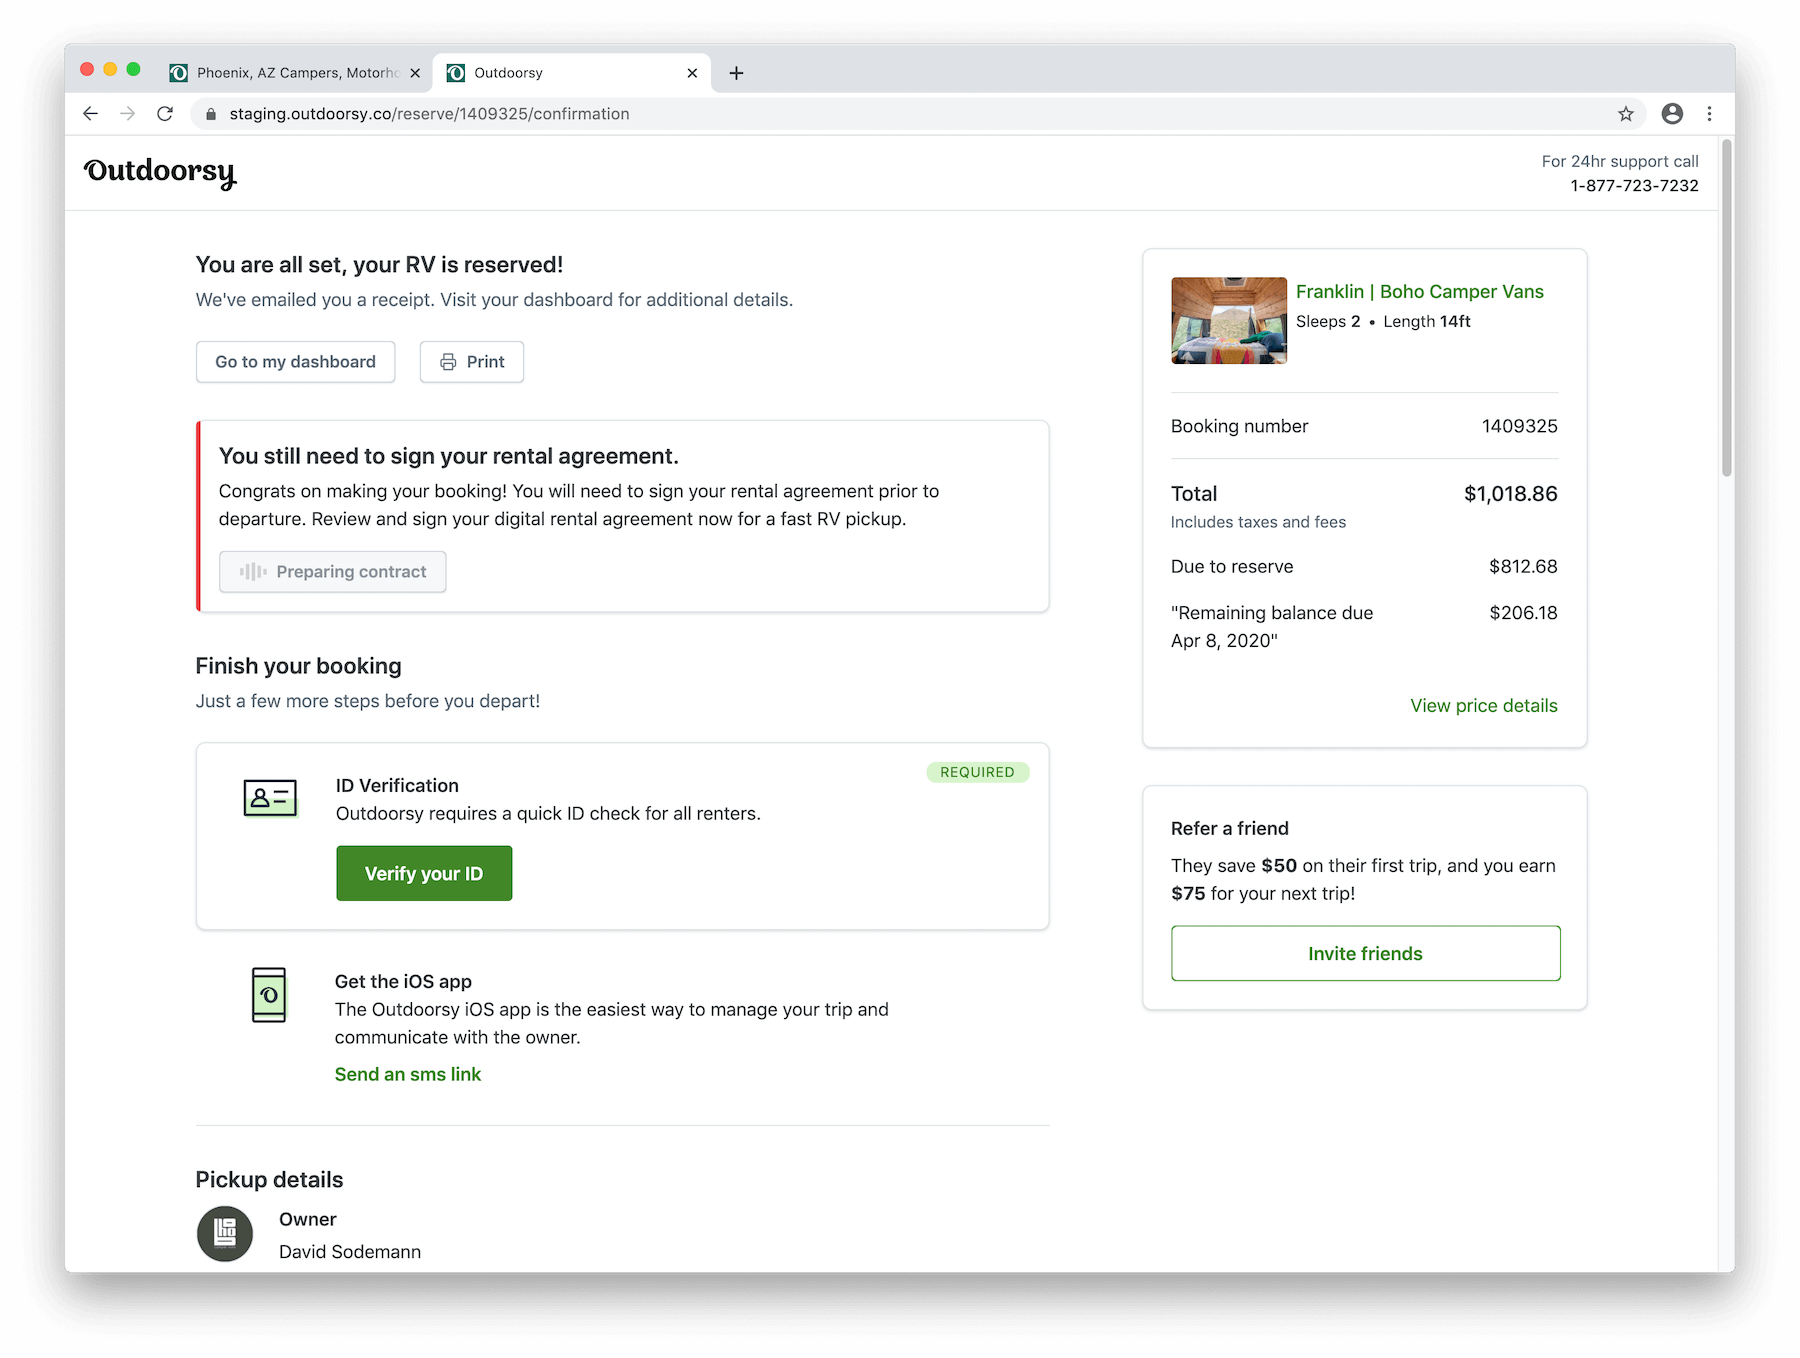 Phoenix, AZ Campers, Motorho
Outdoorsy
staging.outdoorsy.co/reserve/1409325/confirmation
Outdoorsy
For 24hr support call
1-877-723-7232
You are all set, your RV is reserved!
We've emailed you a receipt. Visit your dashboard for additional details.
Go to my dashboard
Print
You still need to sign your rental agreement.
Congrats on making your booking! You will need to sign your rental agreement prior to
departure. Review and sign your digital rental agreement now for a fast RV pickup.
Preparing contract
Finish your booking
Just a few more steps before you depart!
REQUIRED
ID Verification
Outdoorsy requires a quick ID check for all renters.
Verify your ID
Get the iOS app
The Outdoorsy iOS app is the easiest way to manage your trip and
communicate with the owner.
Send an sms link
Pickup details
Owner
David Sodemann
Franklin | Boho Camper Vans
Sleeps 2 • Length 14ft
Booking number 1409325
Total $1,018.86
Includes taxes and fees
Due to reserve $812.68
"Remaining balance due $206.18
Apr 8, 2020"
View price details
Refer a friend
They save $50 on their first trip, and you earn
$75 for your next trip!
Invite friends